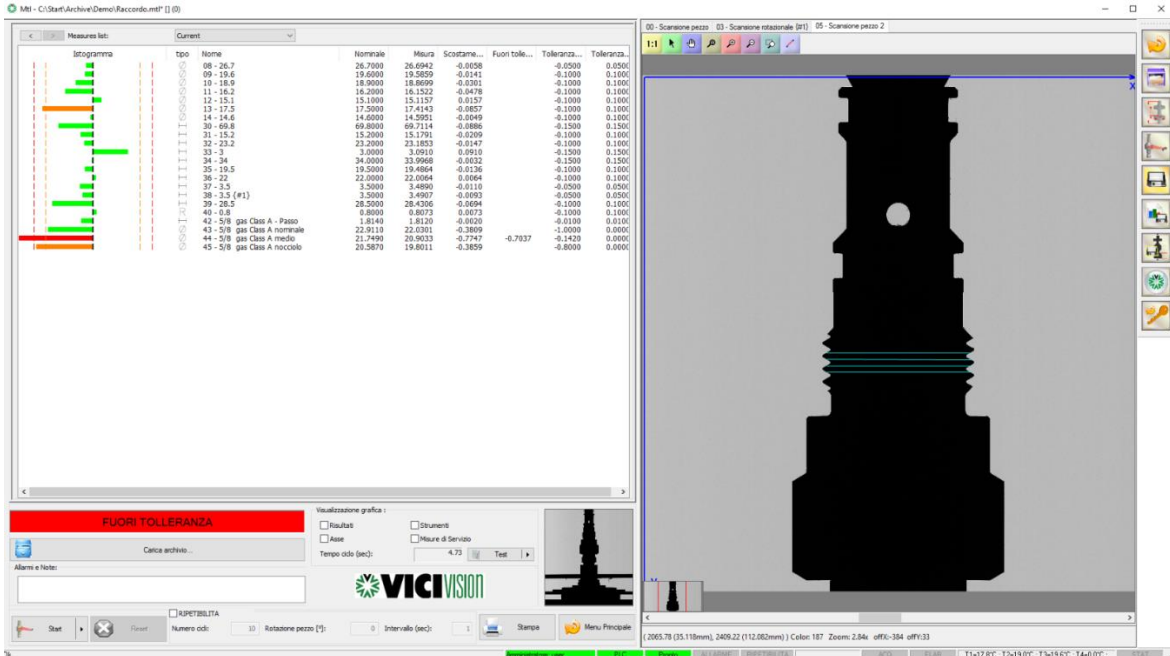 Mtl - C:\Start\Archive\Demo\Raccordo.mtl* [] (0)
< > Measures list: Current
Istogramma tipo Nome Nominale Misura Scostame... Fuori tolle... Tolleranza... Tolleranza...
08 - 26.7 26.7000 26.6942 -0.0058 -0.0500 0.0500
09 - 19.6 19.6000 19.5859 -0.0141 -0.1000 0.1000
10 - 18.9 18.9000 18.8699 -0.0301 -0.1000 0.1000
11 - 16.2 16.2000 16.1522 -0.0478 -0.1000 0.1000
12 - 15.1 15.1000 15.1157 0.0157 -0.1000 0.1000
13 - 17.5 17.5000 17.4143 -0.0857 -0.1000 0.1000
14 - 14.6 14.6000 14.5951 -0.0049 -0.1000 0.1000
30 - 69.8 69.8000 69.7114 -0.0886 -0.1500 0.1500
31 - 15.2 15.2000 15.1791 -0.0209 -0.1000 0.1000
32 - 23.2 23.2000 23.1853 -0.0147 -0.1000 0.1000
33 - 3 3.0000 3.0910 0.0910 -0.1500 0.1500
34 - 34 34.0000 33.9968 -0.0032 -0.1500 0.1500
35 - 19.5 19.5000 19.4864 -0.0136 -0.1000 0.1000
36 - 22 22.0000 22.0064 0.0064 -0.1000 0.1000
37 - 3.5 3.5000 3.4890 -0.0110 -0.0500 0.0500
38 - 3.5 {#1} 3.5000 3.4907 -0.0093 -0.0500 0.0500
39 - 28.5 28.5000 28.4306 -0.0694 -0.1000 0.1000
40 - 0.8 0.8000 0.8073 0.0073 -0.1000 0.1000
42 - 5/8 gas Class A - Passo 1.8140 1.8120 -0.0020 -0.0100 0.0100
43 - 5/8 gas Class A nominale 22.9110 22.0301 -0.3809 -1.0000 0.0000
44 - 5/8 gas Class A medio 21.7490 20.9033 -0.7747 -0.7037 -0.1420 0.0000
45 - 5/8 gas Class A nocciolo 20.5870 19.8011 -0.3859 -0.8000 0.0000
FUORI TOLLERANZA
Carica archivio...
Allarmi e Note:
Visualizzazione grafica :
Risultati Strumenti
Asse Misure di Servizio
Tempo ciclo (sec): 4.73 Test
VICIVISION
RIPETIBILITA
Start Reset Numero cicli: 10 Rotazione pezzo [°]: 0 Intervallo (sec): 1 Stampa Menu Principale
00 - Scansione pezzo 03 - Scansione rotazionale {#1} 05 - Scansione pezzo 2
1:1
X
( 2065.78 (35.118mm), 2409.22 (112.082mm) ) Color: 187 Zoom: 2.84x offX:-384 offY:33
Amministratore -user PLC Pronto ALLARME RIPETIBILITA ACQ ELAB T1=17.8°C : T2=19.0°C : T3=19.6°C : T4=0.0°C : STAT